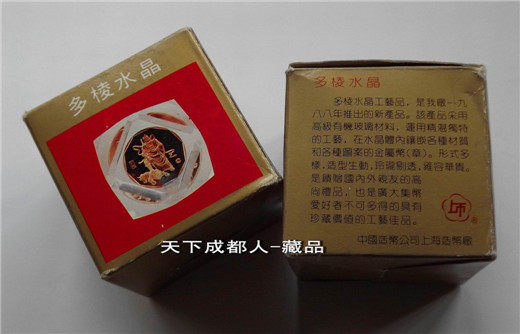 多棱水晶
多棱水晶
多棱水晶工藝品，是我廠一九
八八年推出的新產品。該產品采用
高級有機玻璃材料，運用精湛獨特
的工藝，在水晶體內鑲嵌各種材質
和各種圖案的金屬幣(章)。形式多
樣，造型生動，玲瓏剔透，雍容華貴。
是饋贈國內外親友的高
尚禮品，也是廣大集幣
愛好者不可多得的具有
珍藏價值的工藝佳品。
中國造幣公司上海造幣廠
天下成都人-藏品